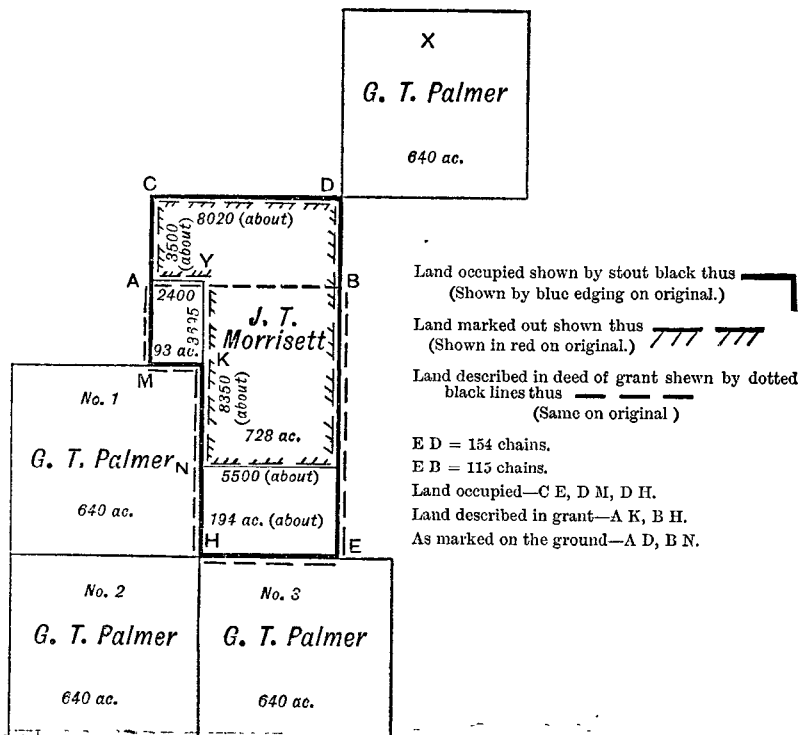 X
G. T. Palmer
640 ac.
C
D
8020 (about)
3500 (about)
Y
A
B
2400
3695
J. T. Morrisett
93 ac.
K
M
8350 (about)
No. 1
728 ac.
G. T. Palmer
N
5500 (about)
640 ac.
194 ac. (about)
H
E
No. 2
No. 3
G. T. Palmer
G. T. Palmer
640 ac.
640 ac.
Land occupied shown by stout black thus
(Shown by blue edging on original.)
Land marked out shown thus
(Shown in red on original.)
Land described in deed of grant shewn by dotted
black lines thus
(Same on original )
E D = 154 chains.
E B = 115 chains.
Land occupied—C E, D M, D H.
Land described in grant—A K, B H.
As marked on the ground—A D, B N.